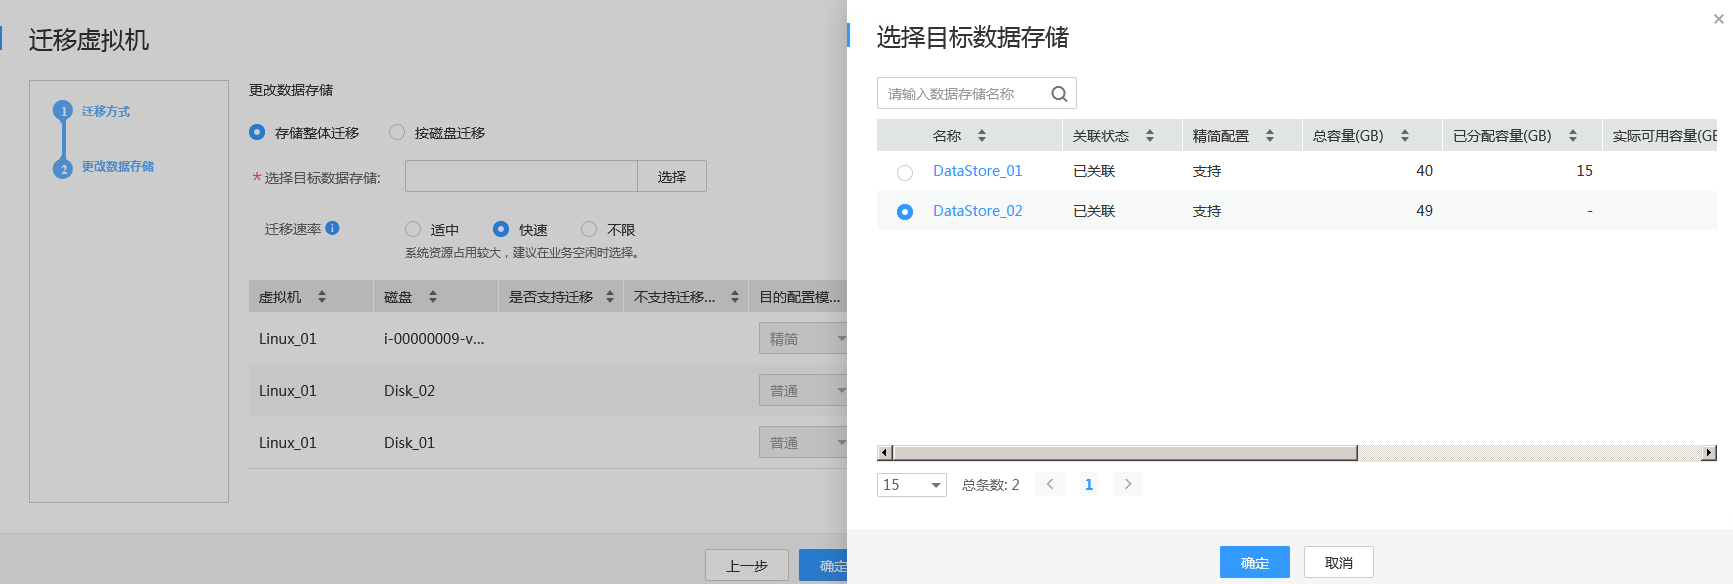 迁移虚拟机
1 迁移方式
2 更改数据存储
更改数据存储
存储整体迁移 按磁盘迁移
*选择目标数据存储: 选择
迁移速率 i 适中 快速 不限
系统资源占用较大，建议在业务空闲时选择。
虚拟机 磁盘 是否支持迁移 不支持迁移... 目的配置模...
Linux_01 i-00000009-v... 精简
Linux_01 Disk_02 普通
Linux_01 Disk_01 普通
上一步 确定
选择目标数据存储
×
请输入数据存储名称
名称 关联状态 精简配置 总容量(GB) 已分配容量(GB) 实际可用容量(GB
DataStore_01 已关联 支持 40 15
DataStore_02 已关联 支持 49 -
15 总条数: 2 < 1 >
确定 取消